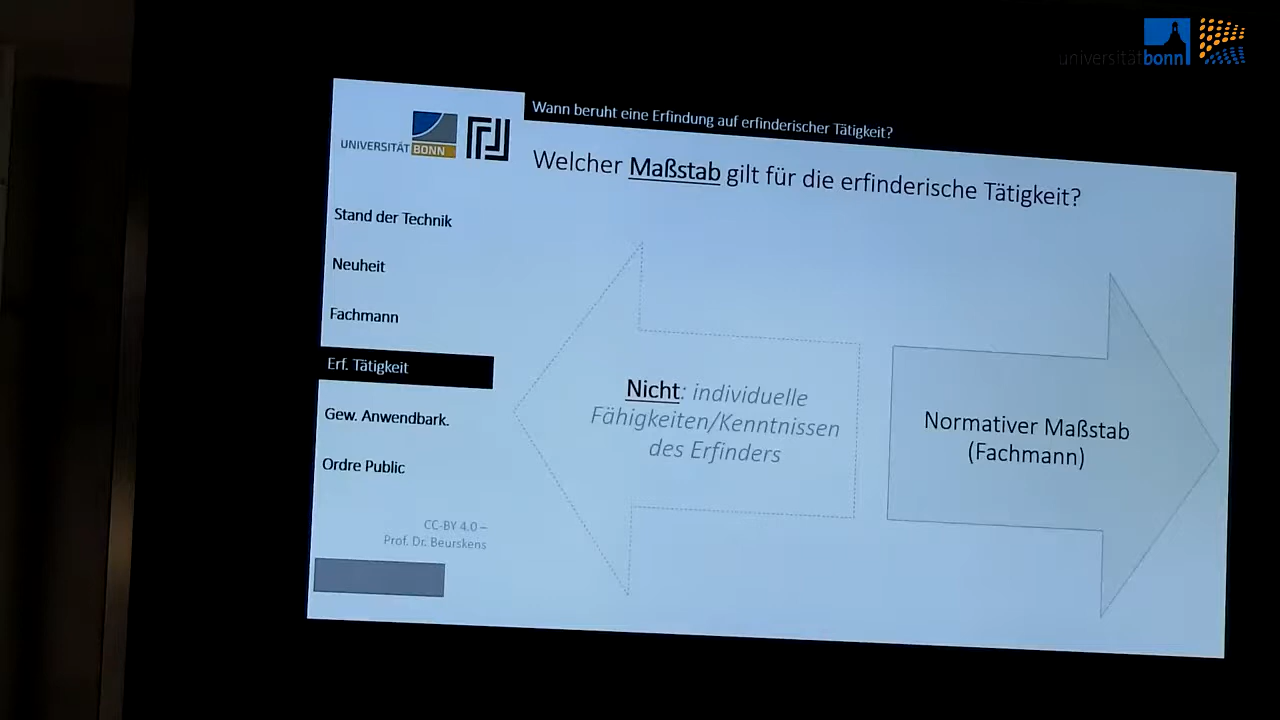 universitätbonn
Wann beruht eine Erfindung auf erfinderischer Tätigkeit?
UNIVERSITÄT BONN
Welcher Maßstab gilt für die erfinderische Tätigkeit?
Stand der Technik
Neuheit
Fachmann
Erf. Tätigkeit
Gew. Anwendbark.
Ordre Public
CC-BY 4.0 –
Prof. Dr. Beurskens
Nicht: individuelle
Fähigkeiten/Kenntnissen
des Erfinders
Normativer Maßstab
(Fachmann)